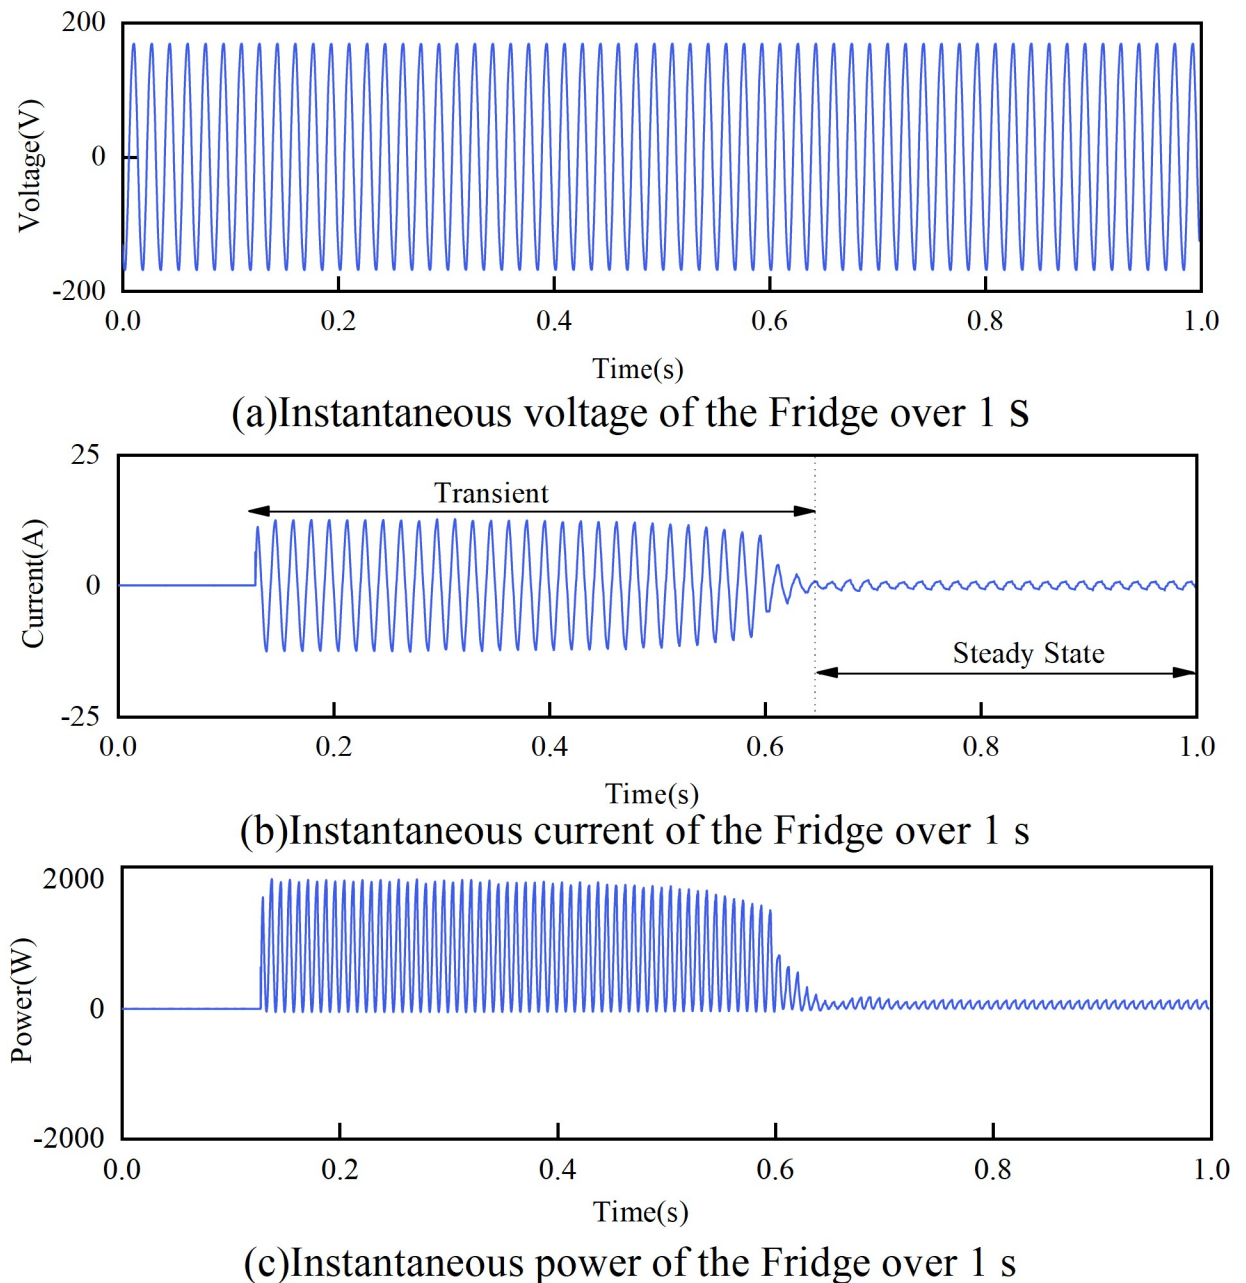 200
Voltage(V)
0
-200
0.0 0.2 0.4 0.6 0.8 1.0
Time(s)
(a)Instantaneous voltage of the Fridge over 1 s
25
Transient
Current(A)
0
Steady State
-25
0.0 0.2 0.4 0.6 0.8 1.0
Time(s)
(b)Instantaneous current of the Fridge over 1 s
2000
Power(W)
0
-2000
0.0 0.2 0.4 0.6 0.8 1.0
Time(s)
(c)Instantaneous power of the Fridge over 1 s